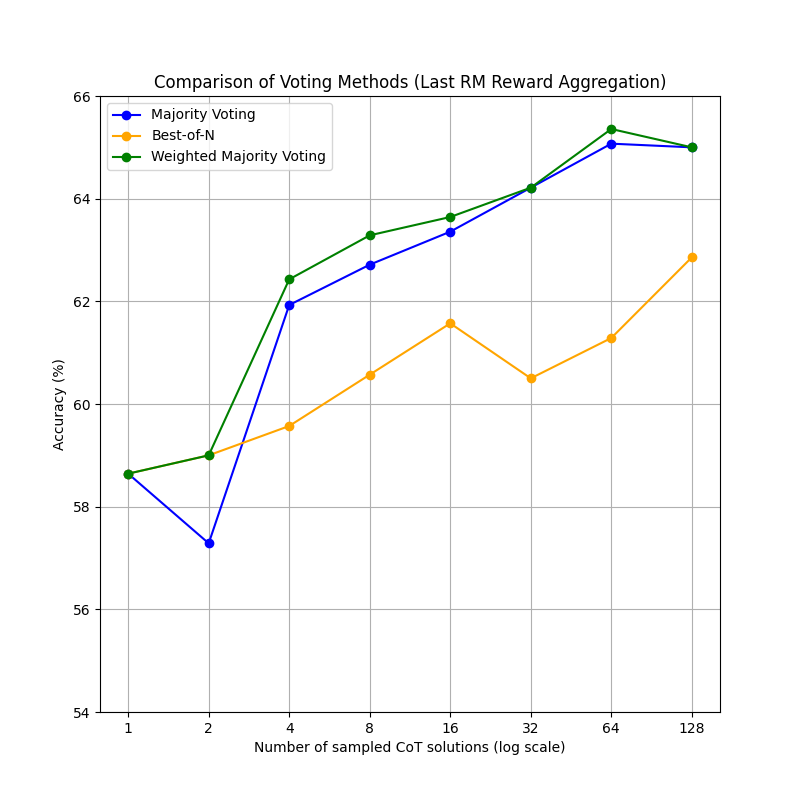 Comparison of Voting Methods (Last RM Reward Aggregation)
Majority Voting
Best-of-N
Weighted Majority Voting
66
64
62
60
58
56
54
Accuracy (%)
1 2 4 8 16 32 64 128
Number of sampled CoT solutions (log scale)